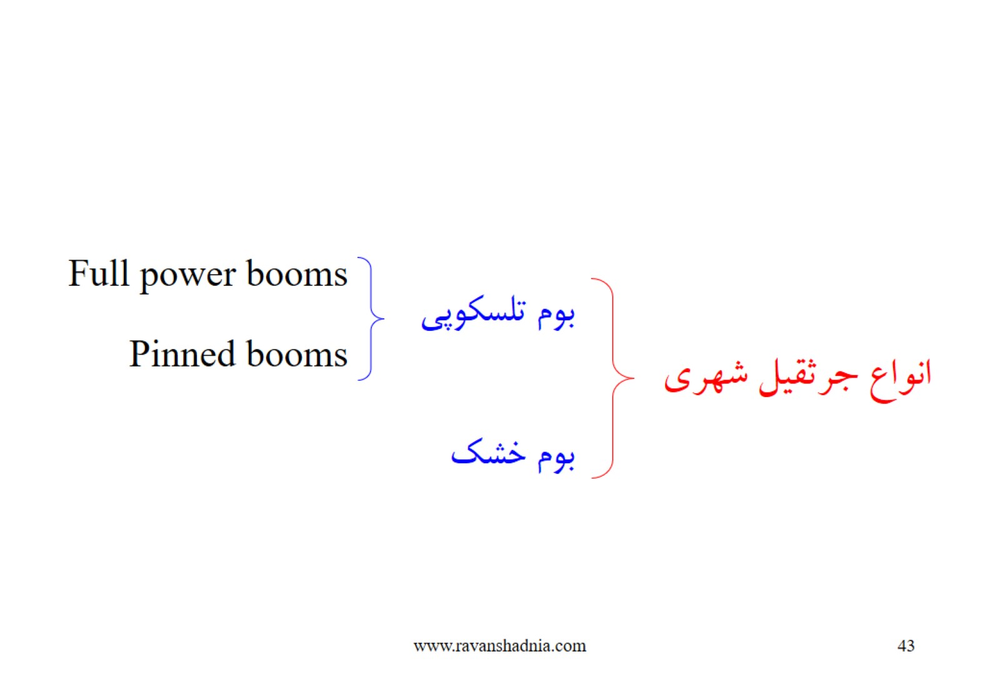 انواع جرثقیل شهری
بوم تلسکوپی
Full power booms
Pinned booms
بوم خشک
www.ravanshadnia.com
43